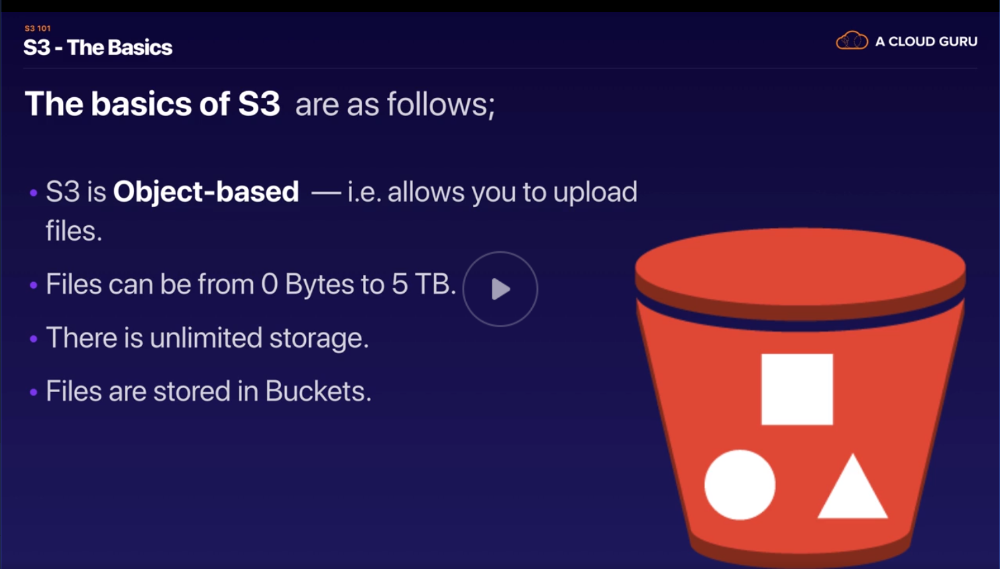 S3 101
S3 - The Basics
A CLOUD GURU
The basics of S3 are as follows;
• S3 is Object-based — i.e. allows you to upload
files.
• Files can be from 0 Bytes to 5 TB.
• There is unlimited storage.
• Files are stored in Buckets.